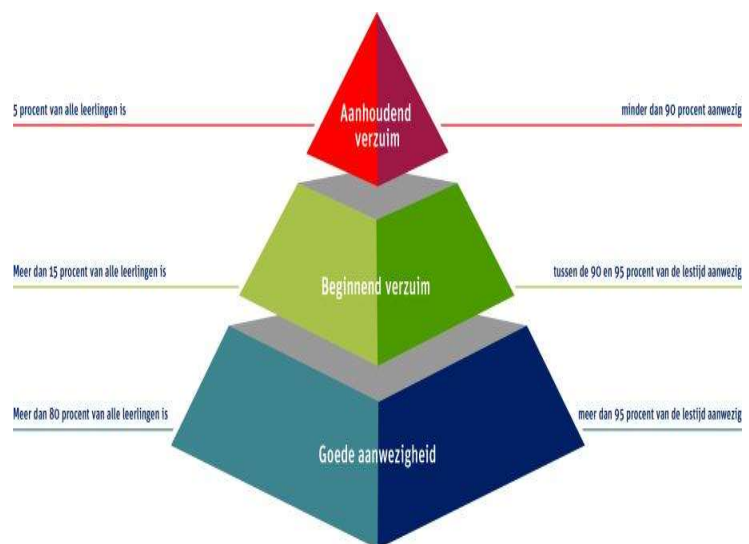 5 procent van alle leerlingen is
Aanhoudend
verzuim
minder dan 90 procent aanwezig
Meer dan 15 procent van alle leerlingen is
Beginnend verzuim
tussen de 90 en 95 procent van de lestijd aanwezig
Meer dan 80 procent van alle leerlingen is
Goede aanwezigheid
meer dan 95 procent van de lestijd aanwezig